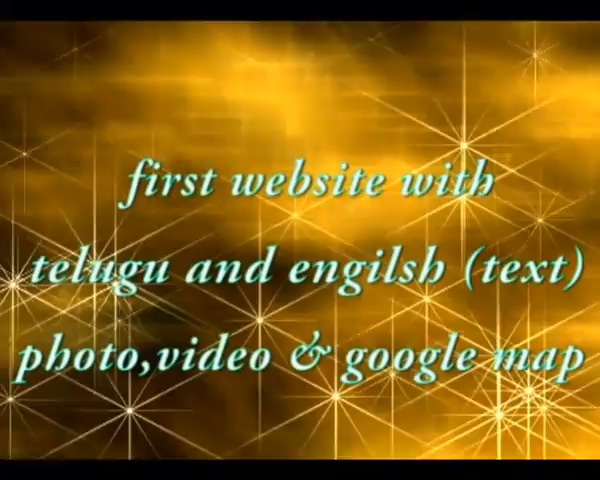 first website with
telugu and engilsh (text)
photo,video & google map